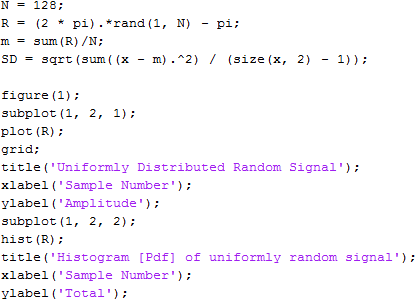 N = 128;
R = (2 * pi).*rand(1, N) - pi;
m = sum(R)/N;
SD = sqrt(sum((x - m).^2) / (size(x, 2) - 1));
figure(1);
subplot(1, 2, 1);
plot(R);
grid;
title('Uniformly Distributed Random Signal');
xlabel('Sample Number');
ylabel('Amplitude');
subplot(1, 2, 2);
hist(R);
title('Histogram [Pdf] of uniformly random signal');
xlabel('Sample Number');
ylabel('Total');